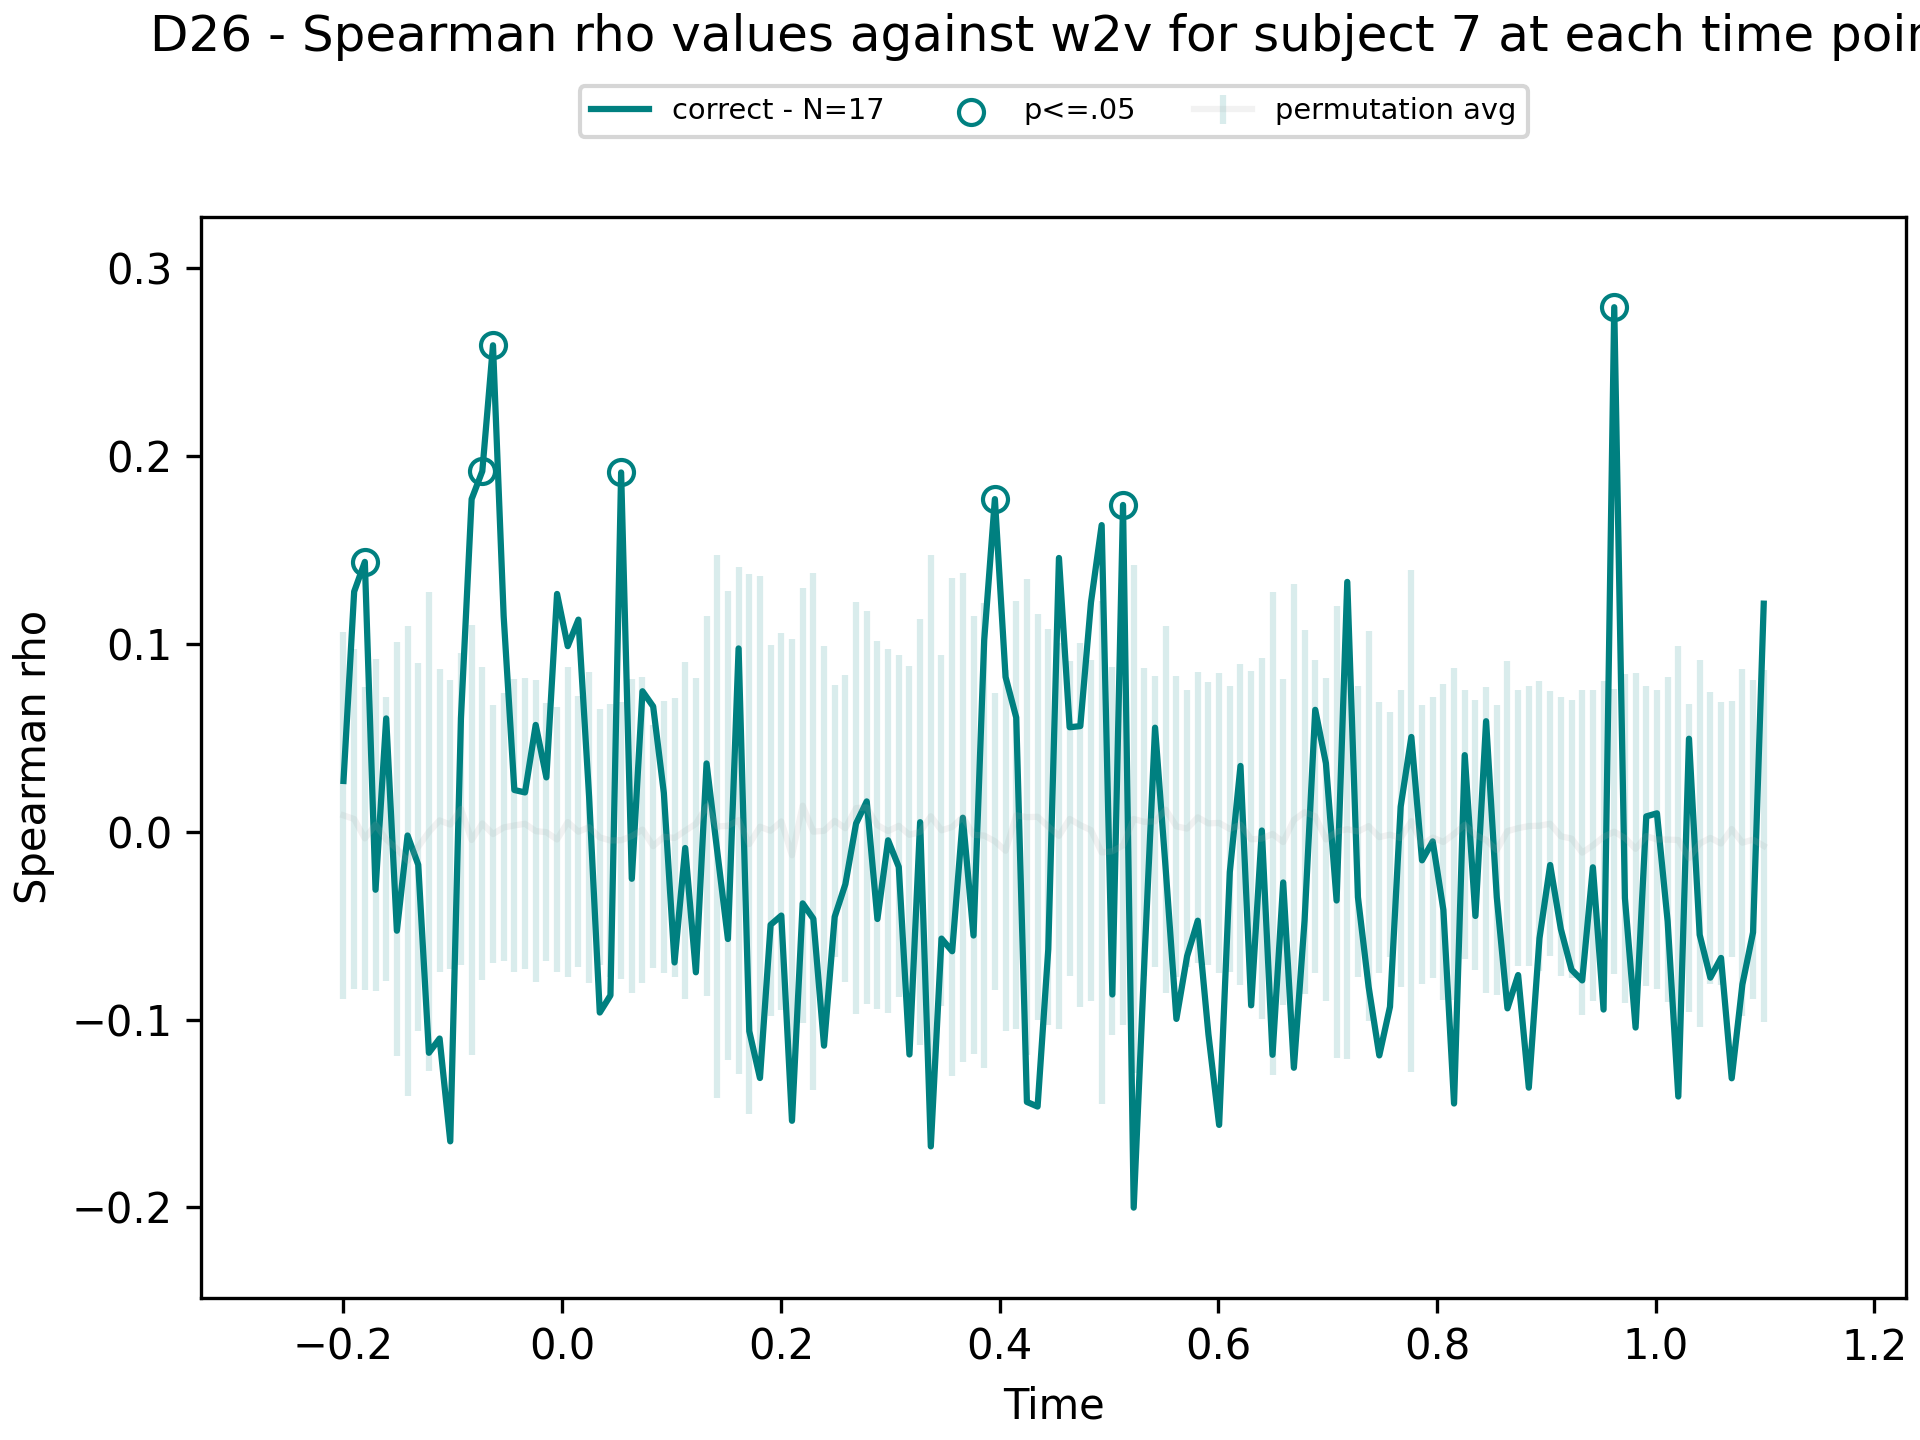 D26 - Spearman rho values against w2v for subject 7 at each time poin
correct - N=17 p<=.05 permutation avg
0.3
0.2
0.1
0.0
−0.1
−0.2
Spearman rho
−0.2 0.0 0.2 0.4 0.6 0.8 1.0 1.2
Time